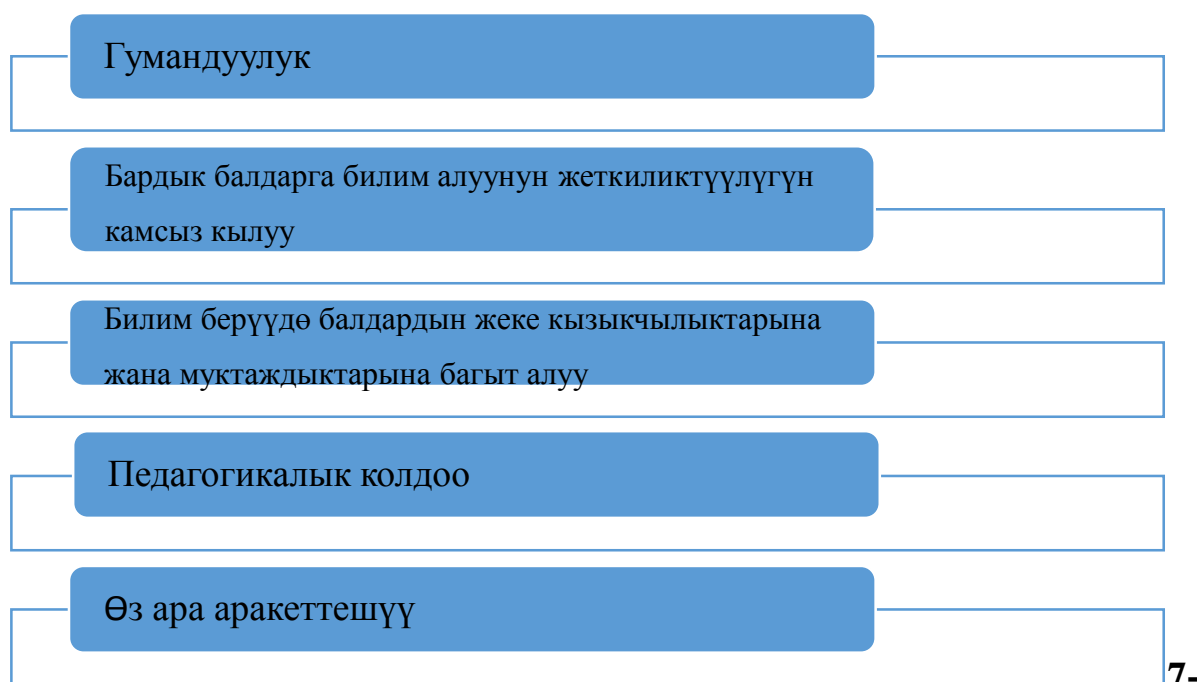 Гумандуулук
Бардык балдарга билим алуунун жеткиликтүүлүгүн
камсыз кылуу
Билим берүүдө балдардын жеке кызыкчылыктарына
жана муктаждыктарына багыт алуу
Педагогикалык колдоо
Өз ара аракеттешүү
7-